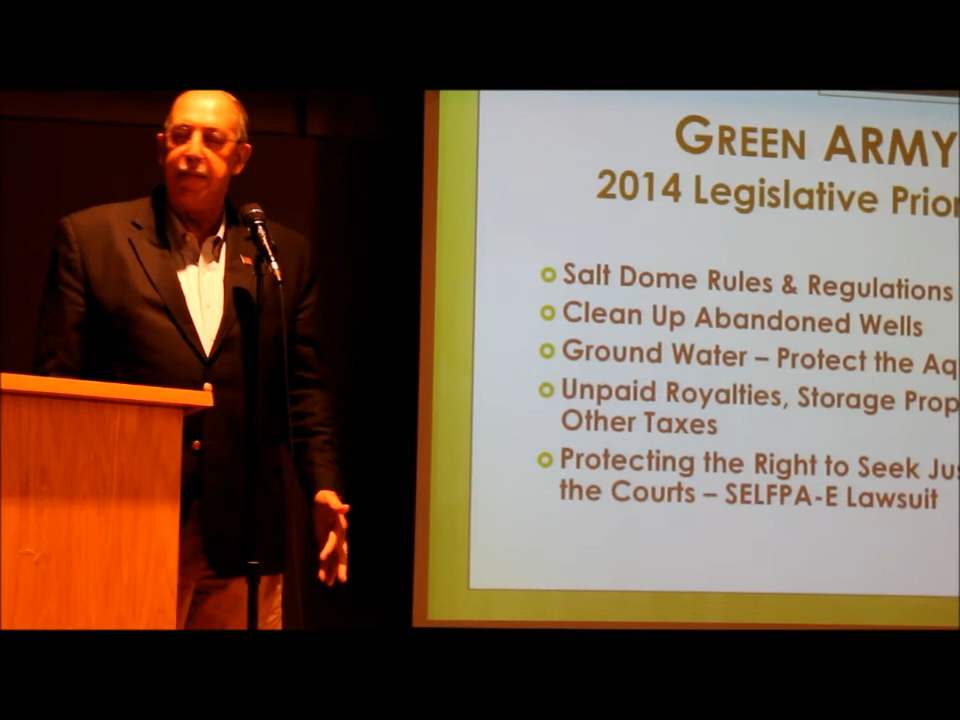 GREEN ARMY
2014 Legislative
Salt Dome Rules & Regulations
Clean Up Abandoned Wells
Ground Water – Protect the
Unpaid Royalties, Storage
Other Taxes
Protecting the Right to Seek
the Courts – SELFPA-E Lawsuit